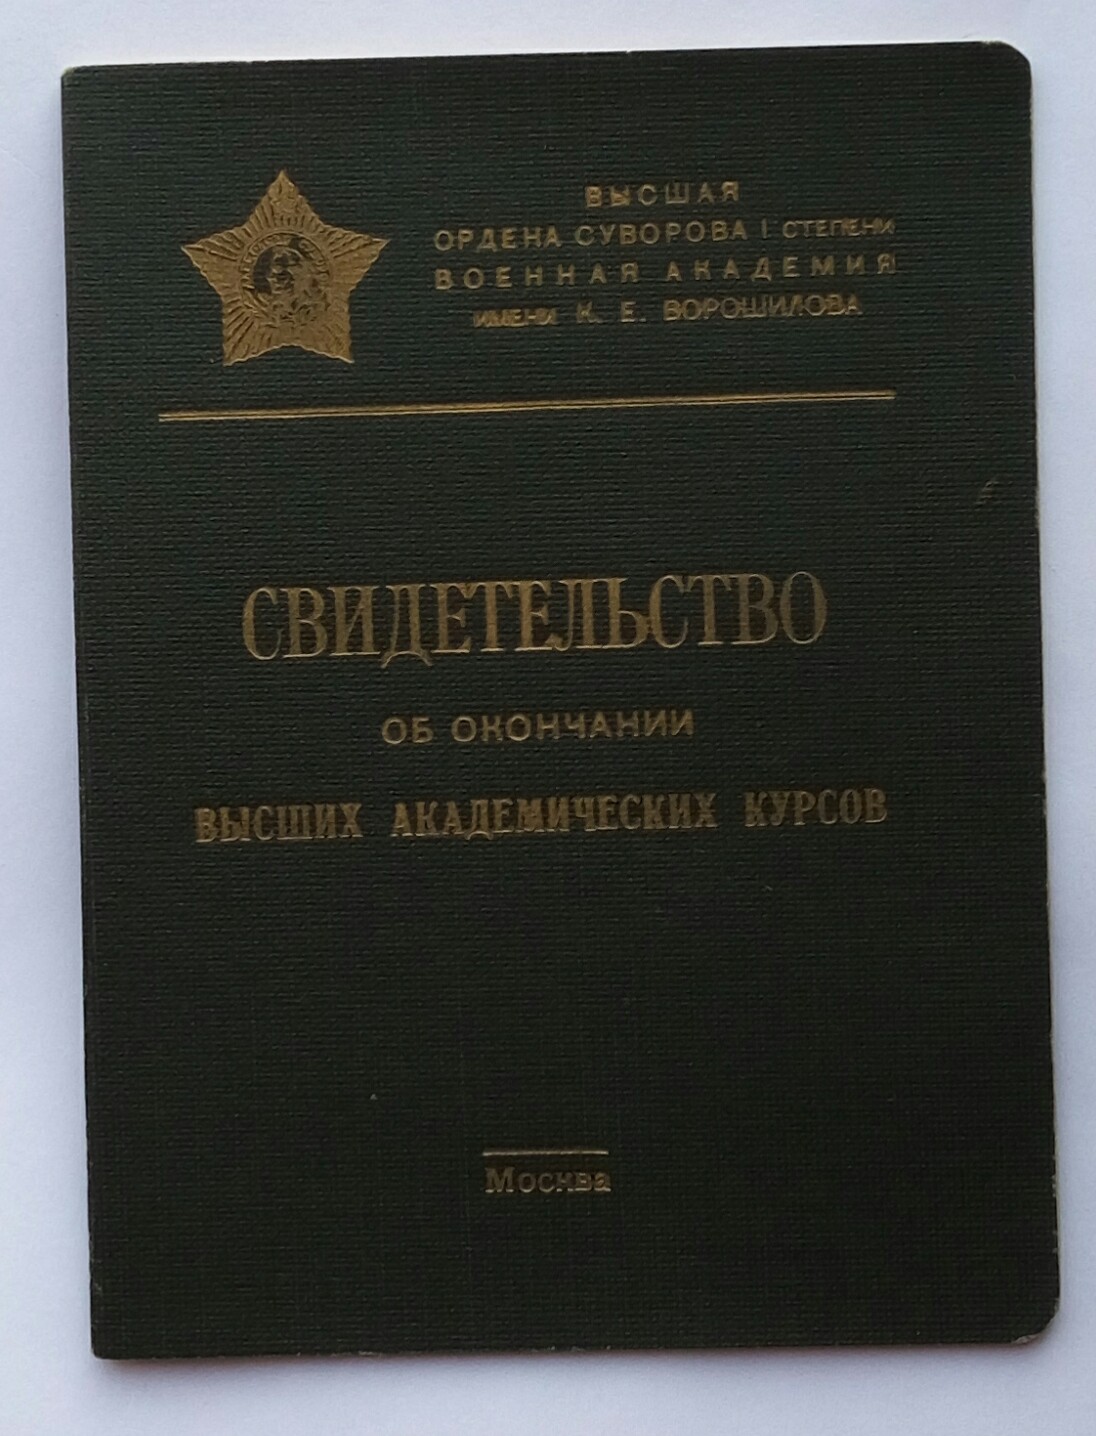 ВЫСШАЯ
ОРДЕНА СУВОРОВА I СТЕПЕНИ
ВОЕННАЯ АКАДЕМИЯ
ИМЕНИ К. Е. ВОРОШИЛОВА
СВИДЕТЕЛЬСТВО
ОБ ОКОНЧАНИИ
ВЫСШИХ АКАДЕМИЧЕСКИХ КУРСОВ
Москва